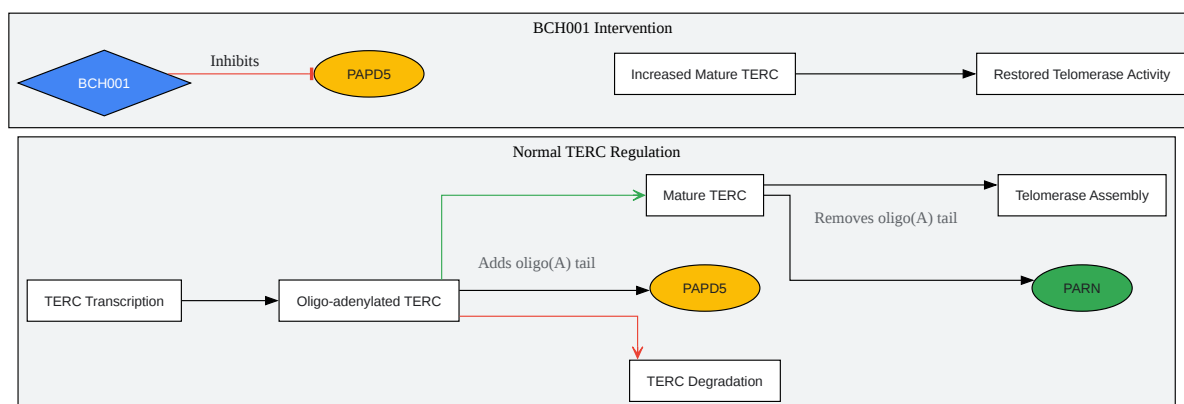 BCH001 Intervention
Inhibits
BCH001
PAPD5
Increased Mature TERC
Restored Telomerase Activity
Normal TERC Regulation
Mature TERC
Telomerase Assembly
Removes oligo(A) tail
Adds oligo(A) tail
TERC Transcription
Oligo-adenylated TERC
PAPD5
PARN
TERC Degradation